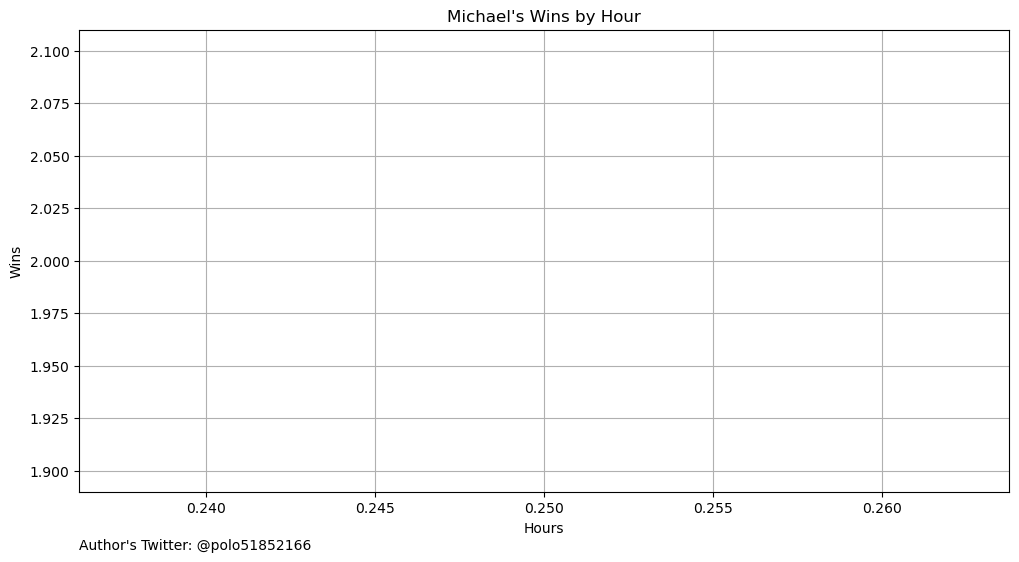 Michael's Wins by Hour
2.100
2.075
2.050
2.025
2.000
1.975
1.950
1.925
1.900
Wins
0.240 0.245 0.250 0.255 0.260
Hours
Author's Twitter: @polo51852166